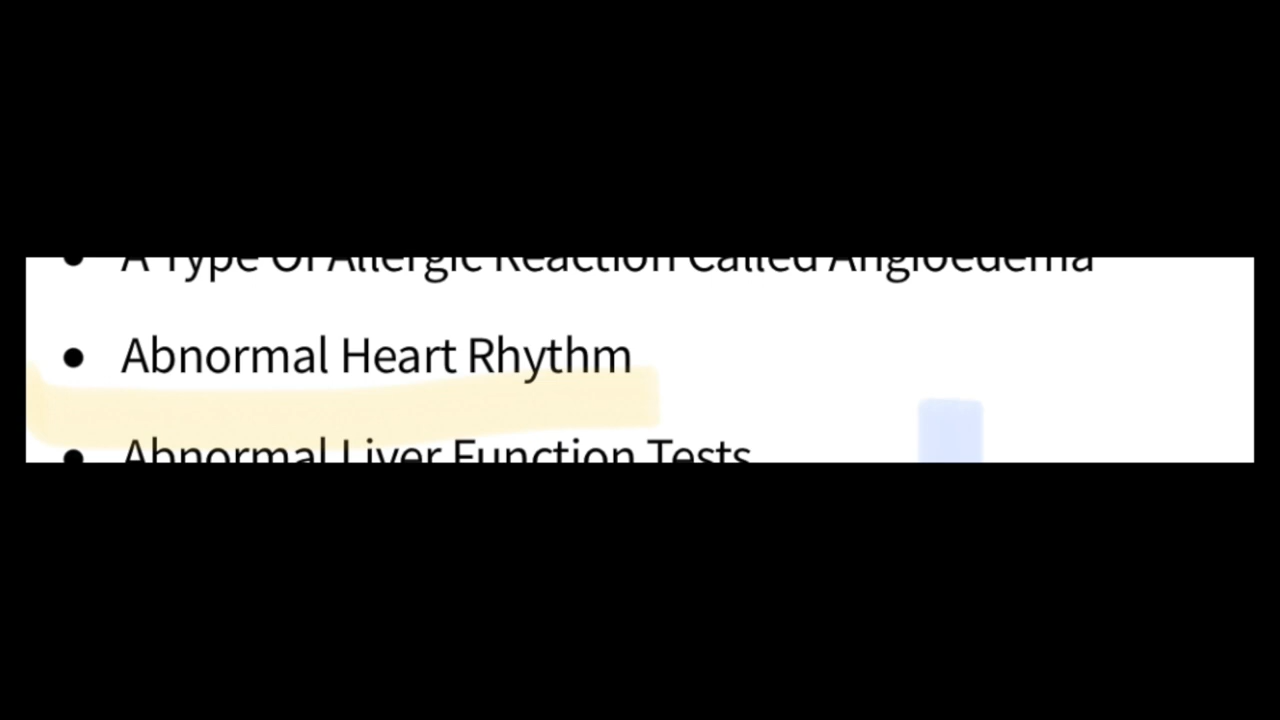 • A Type Of Allergic Reaction Called Angioedema
• Abnormal Heart Rhythm
• Abnormal Liver Function Tests